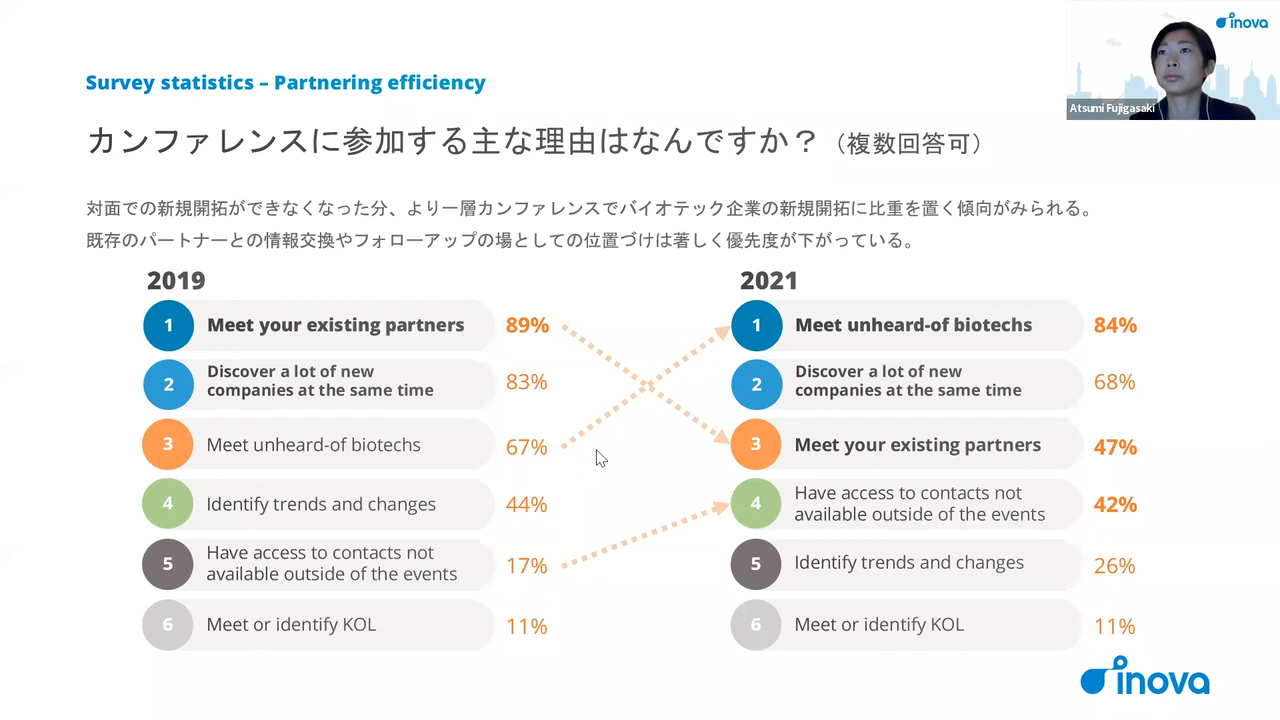 inova
Atsumi Fujigasaki
Survey statistics – Partnering efficiency
カンファレンスに参加する主な理由はなんですか？（複数回答可）
対面での新規開拓ができなくなった分、より一層カンファレンスでバイオテック企業の新規開拓に比重を置く傾向がみられる。
既存のパートナーとの情報交換やフォローアップの場としての位置づけは著しく優先度が下がっている。
2019
1 Meet your existing partners 89%
2 Discover a lot of new
companies at the same time 83%
3 Meet unheard-of biotechs 67%
4 Identify trends and changes 44%
5 Have access to contacts not
available outside of the events 17%
6 Meet or identify KOL 11%
2021
1 Meet unheard-of biotechs 84%
2 Discover a lot of new
companies at the same time 68%
3 Meet your existing partners 47%
4 Have access to contacts not
available outside of the events 42%
5 Identify trends and changes 26%
6 Meet or identify KOL 11%
inova